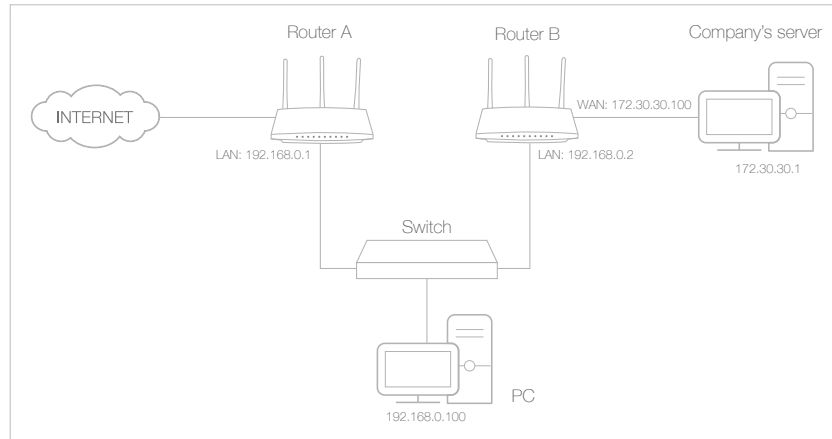 Router A
Router B
Company's server
INTERNET
WAN: 172.30.30.100
LAN: 192.168.0.1
LAN: 192.168.0.2
172.30.30.1
Switch
PC
192.168.0.100